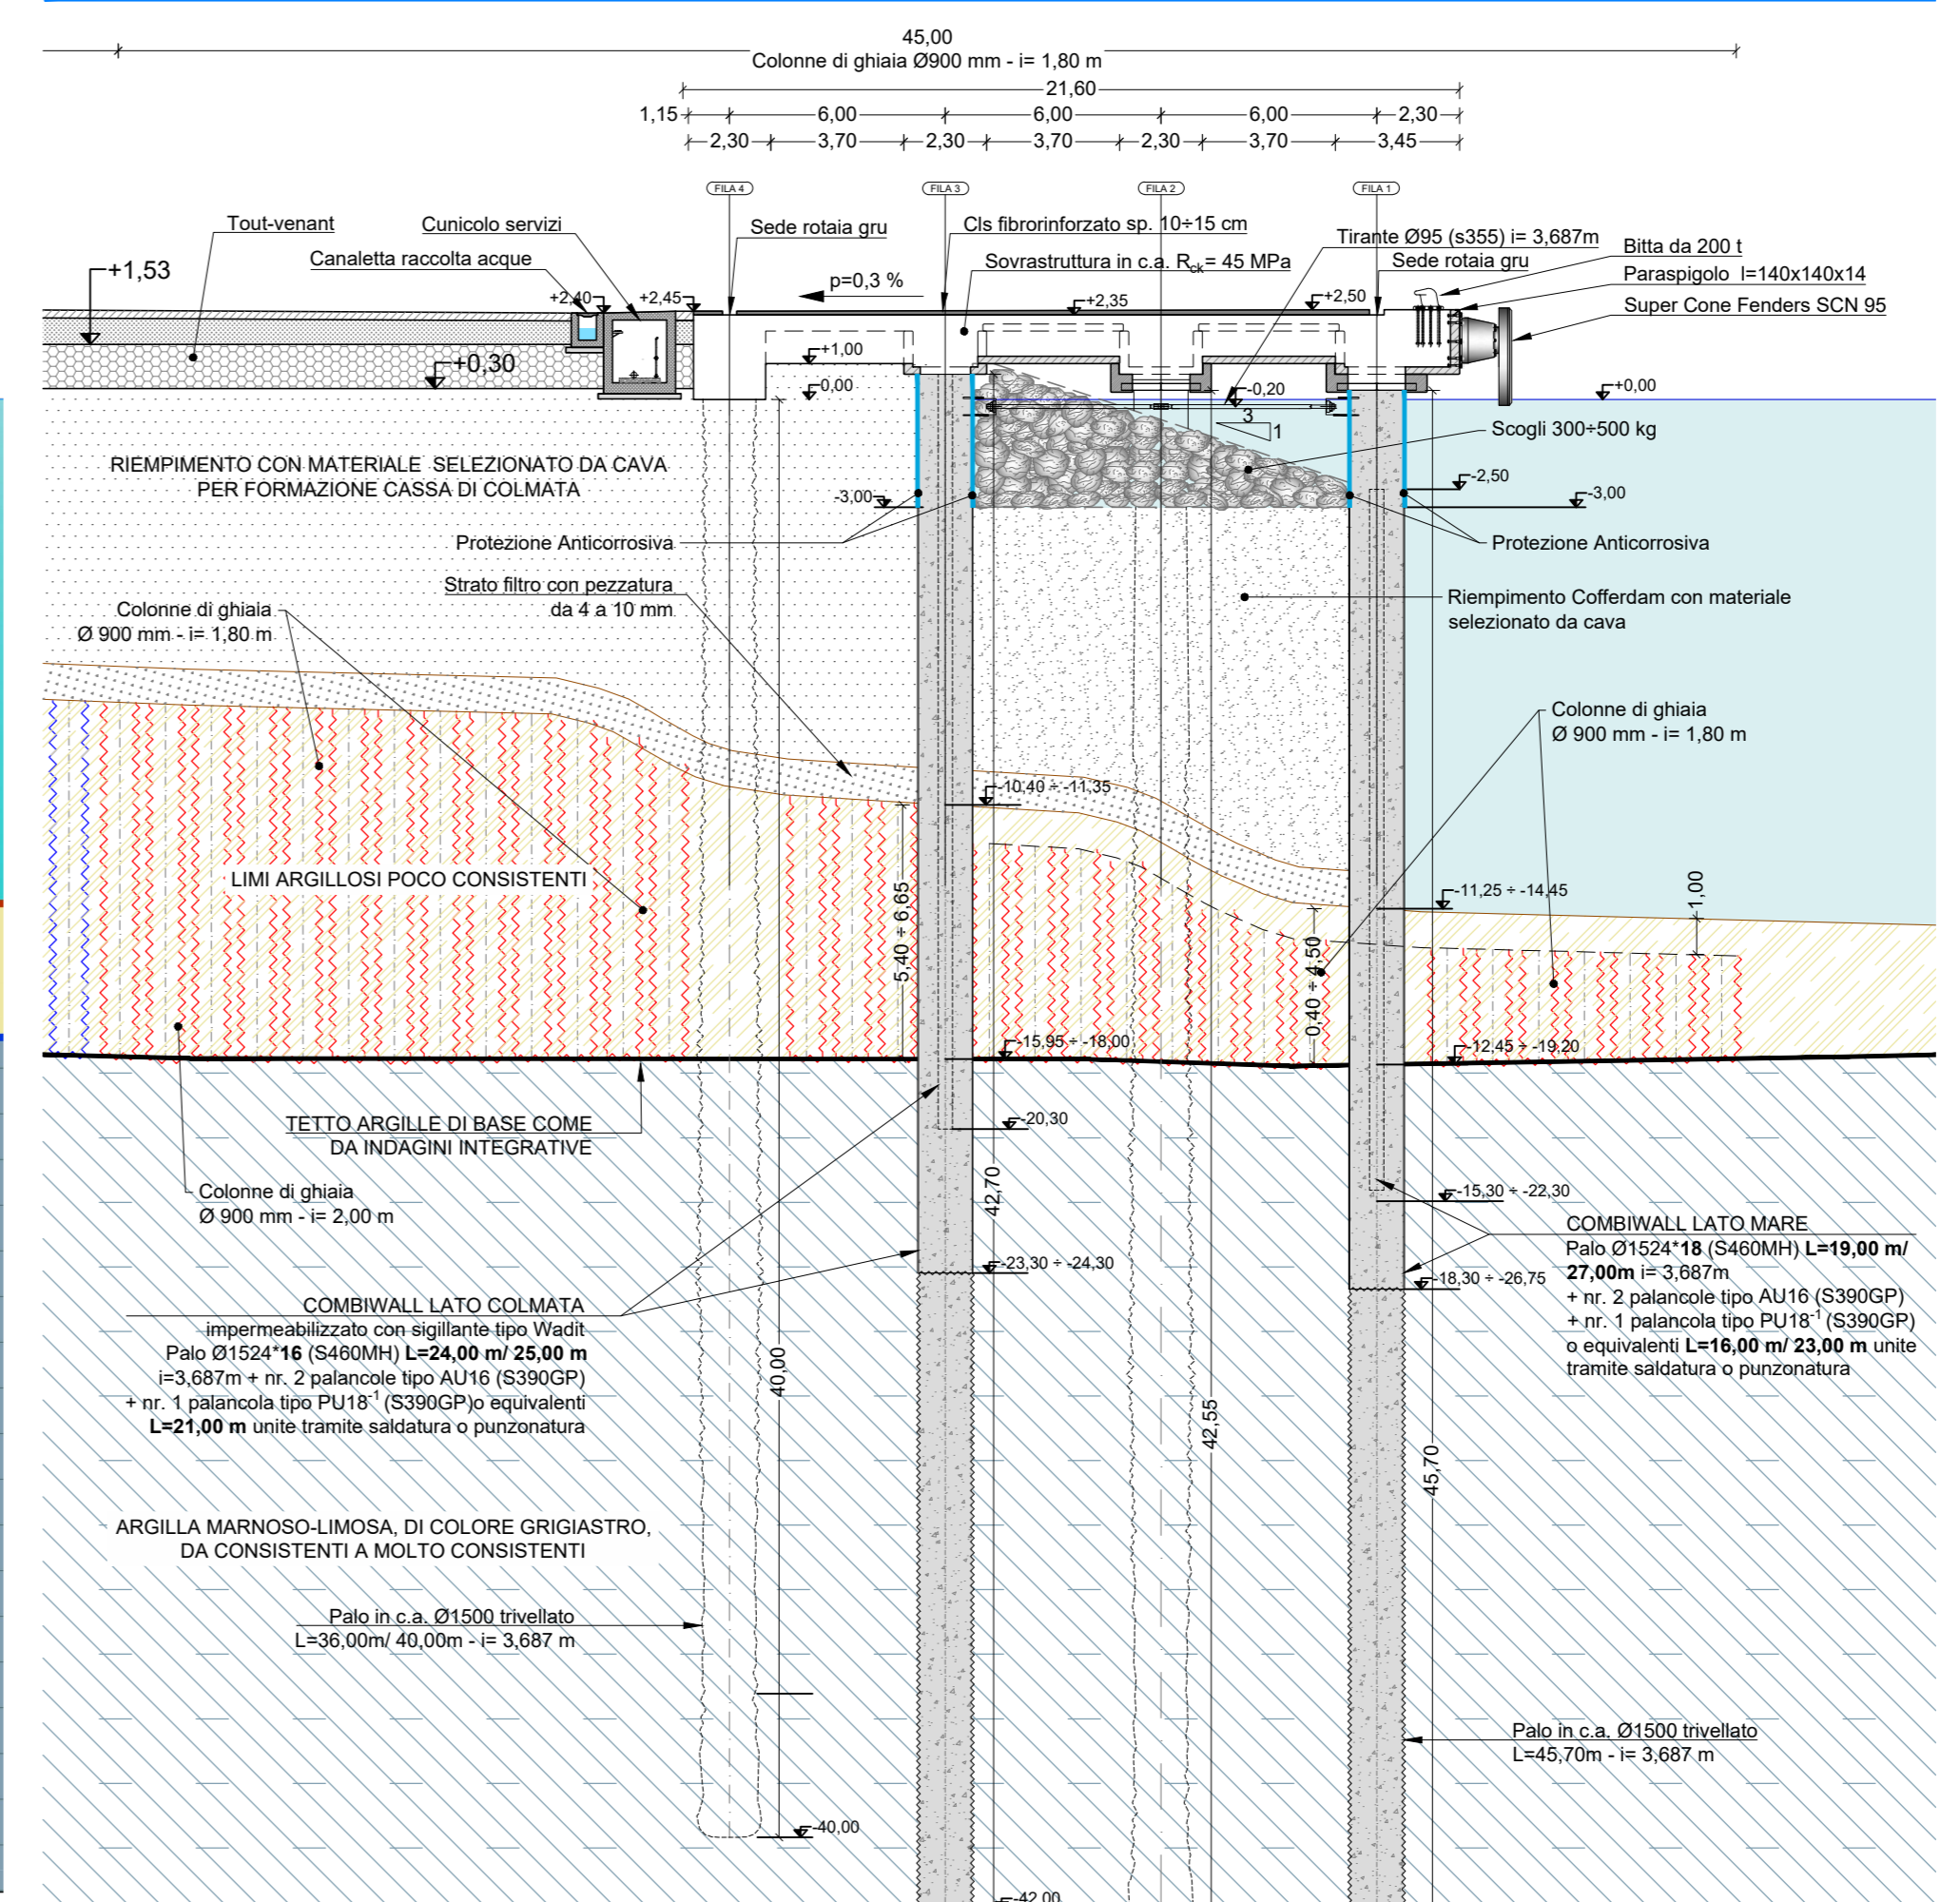 45,00
Colonne di ghiaia Ø900 mm - i= 1,80 m
21,60
1,15
6,00
6,00
6,00
2,30
2,30
3,70
2,30
3,70
2,30
3,70
3,45
FILA 4
FILA 3
FILA 2
FILA 1
Tout-venant
Cunicolo servizi
Sede rotaia gru
Cls fibrorinforzato sp. 10÷15 cm
Tirante Ø95 (s355) i= 3,687m
Bitta da 200 t
Canaletta raccolta acque
Sovrastruttura in c.a. Rck= 45 MPa
Sede rotaia gru
Paraspigolo l=140x140x14
+1,53
p=0,3 %
Super Cone Fenders SCN 95
+2,40
+2,45
+2,35
+2,50
+1,00
+0,30
-0,00
-0,20
+0,00
3
1
Scogli 300÷500 kg
RIEMPIMENTO CON MATERIALE SELEZIONATO DA CAVA
PER FORMAZIONE CASSA DI COLMATA
-3,00
-2,50
-3,00
Protezione Anticorrosiva
Protezione Anticorrosiva
Strato filtro con pezzatura
da 4 a 10 mm
Colonne di ghiaia
Ø 900 mm - i= 1,80 m
Riempimento Cofferdam con materiale
selezionato da cava
Colonne di ghiaia
Ø 900 mm - i= 1,80 m
-10,40 ÷ -11,35
LIMI ARGILLOSI POCO CONSISTENTI
-11,25 ÷ -14,45
1,00
5,40 ÷ 6,65
0,40 ÷ 4,50
-15,95 ÷ -18,00
-12,45 ÷ -19,20
TETTO ARGILLE DI BASE COME
DA INDAGINI INTEGRATIVE
-20,30
Colonne di ghiaia
Ø 900 mm - i= 2,00 m
42,70
-15,30 ÷ -22,30
COMBIWALL LATO MARE
Palo Ø1524*18 (S460MH) L=19,00 m/
27,00m i= 3,687m
+ nr. 2 palancole tipo AU16 (S390GP)
+ nr. 1 palancola tipo PU18-1 (S390GP)
o equivalenti L=16,00 m/ 23,00 m unite
tramite saldatura o punzonatura
-23,30 ÷ -24,30
-18,30 ÷ -26,75
COMBIWALL LATO COLMATA
impermeabilizzato con sigillante tipo Wadit
Palo Ø1524*16 (S460MH) L=24,00 m/ 25,00 m
i=3,687m + nr. 2 palancole tipo AU16 (S390GP)
+ nr. 1 palancola tipo PU18-1 (S390GP)o equivalenti
L=21,00 m unite tramite saldatura o punzonatura
40,00
42,55
45,70
ARGILLA MARNOSO-LIMOSA, DI COLORE GRIGIASTRO,
DA CONSISTENTI A MOLTO CONSISTENTI
Palo in c.a. Ø1500 trivellato
L=36,00m/ 40,00m - i= 3,687 m
Palo in c.a. Ø1500 trivellato
L=45,70m - i= 3,687 m
-40,00
-42,00